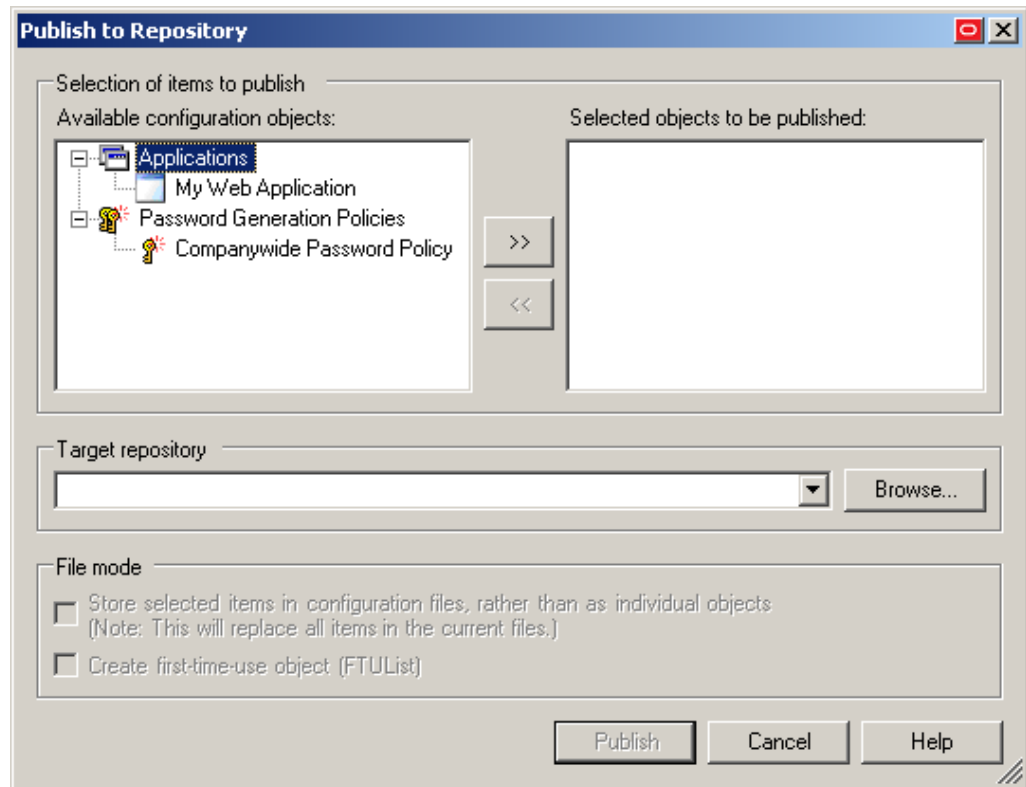 Publish to Repository
Selection of items to publish
Available configuration objects:
Selected objects to be published:
Applications
My Web Application
Password Generation Policies
Companywide Password Policy
>>
<<
Target repository
Browse...
File mode
Store selected items in configuration files, rather than as individual objects
(Note: This will replace all items in the current files.)
Create first-time-use object (FTUList)
Publish
Cancel
Help